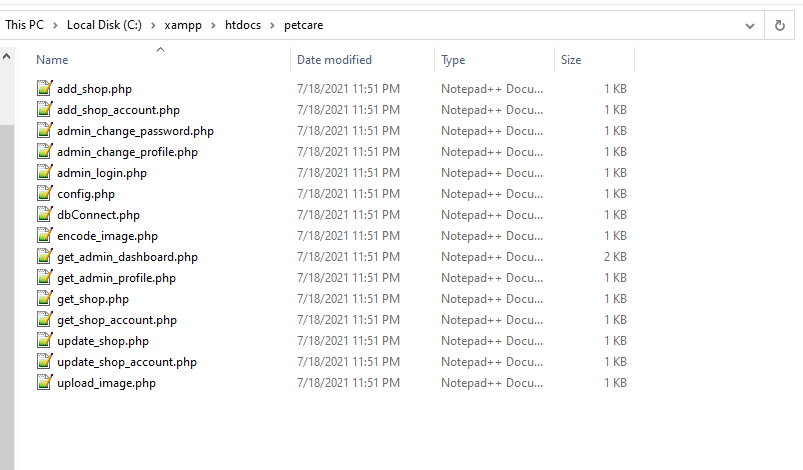 This PC > Local Disk (C:) > xampp > htdocs > petcare
Name Date modified Type Size
add_shop.php 7/18/2021 11:51 PM Notepad++ Docu... 1 KB
add_shop_account.php 7/18/2021 11:51 PM Notepad++ Docu... 1 KB
admin_change_password.php 7/18/2021 11:51 PM Notepad++ Docu... 1 KB
admin_change_profile.php 7/18/2021 11:51 PM Notepad++ Docu... 1 KB
admin_login.php 7/18/2021 11:51 PM Notepad++ Docu... 1 KB
config.php 7/18/2021 11:51 PM Notepad++ Docu... 1 KB
dbConnect.php 7/18/2021 11:51 PM Notepad++ Docu... 1 KB
encode_image.php 7/18/2021 11:51 PM Notepad++ Docu... 1 KB
get_admin_dashboard.php 7/18/2021 11:51 PM Notepad++ Docu... 2 KB
get_admin_profile.php 7/18/2021 11:51 PM Notepad++ Docu... 1 KB
get_shop.php 7/18/2021 11:51 PM Notepad++ Docu... 1 KB
get_shop_account.php 7/18/2021 11:51 PM Notepad++ Docu... 1 KB
update_shop.php 7/18/2021 11:51 PM Notepad++ Docu... 1 KB
update_shop_account.php 7/18/2021 11:51 PM Notepad++ Docu... 1 KB
upload_image.php 7/18/2021 11:51 PM Notepad++ Docu... 1 KB